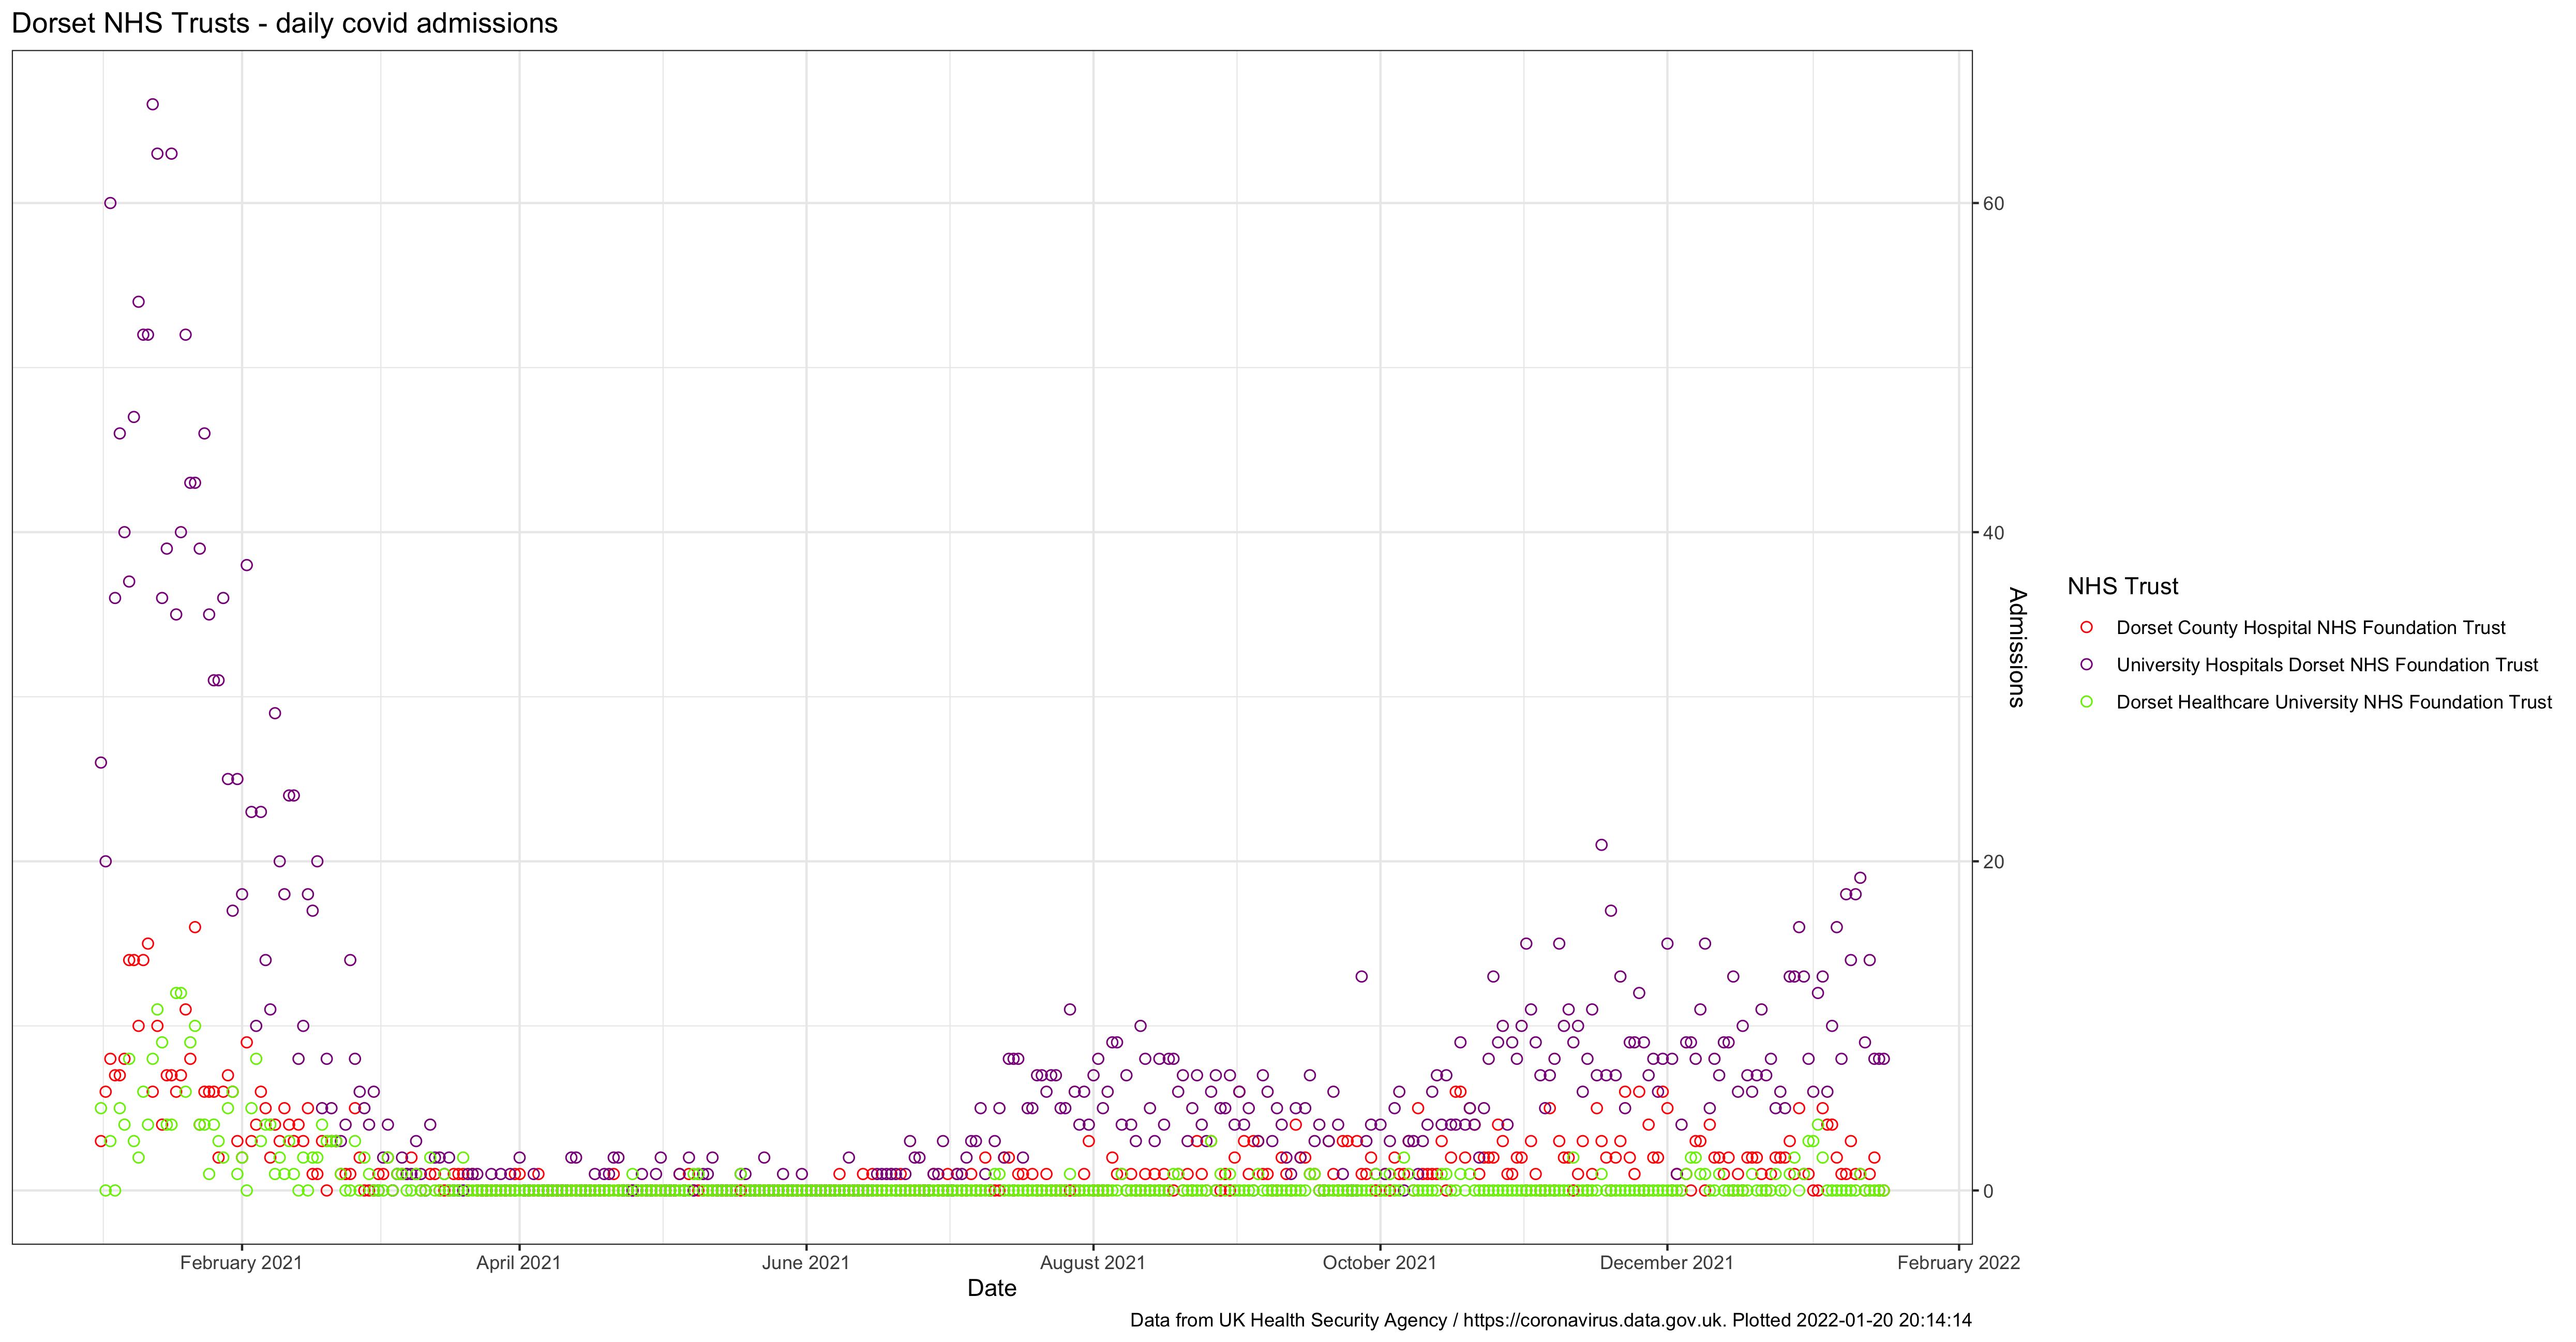 Dorset NHS Trusts - daily covid admissions
60
40
20
0
Admissions
NHS Trust
Dorset County Hospital NHS Foundation Trust
University Hospitals Dorset NHS Foundation Trust
Dorset Healthcare University NHS Foundation Trust
February 2021
April 2021
June 2021
August 2021
October 2021
December 2021
February 2022
Date
Data from UK Health Security Agency / https://coronavirus.data.gov.uk. Plotted 2022-01-20 20:14:14